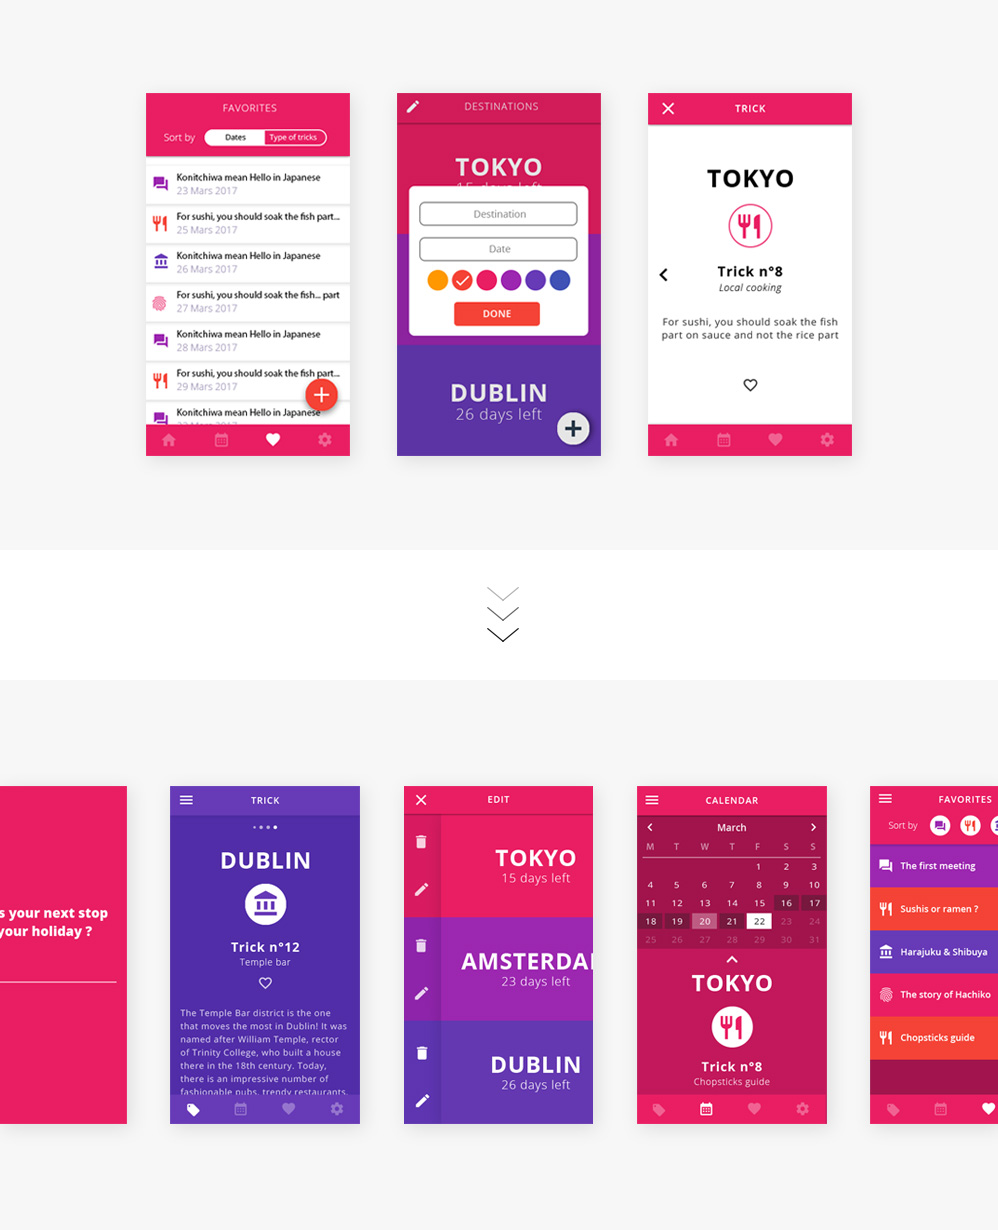 FAVORITES
Sort by
Dates
Type of tricks
Konitchiwa mean Hello in Japanese
23 Mars 2017
For sushi, you should soak the fish part...
25 Mars 2017
Konitchiwa mean Hello in Japanese
26 Mars 2017
For sushi, you should soak the fish... part
27 Mars 2017
Konitchiwa mean Hello in Japanese
28 Mars 2017
For sushi, you should soak the fish part...
29 Mars 2017
Konitchiwa mean Hello in Japanese
DESTINATIONS
TOKYO
15 days left
Destination
Date
DONE
DUBLIN
26 days left
TRICK
TOKYO
Trick n°8
Local cooking
For sushi, you should soak the fish
part on sauce and not the rice part
s your next stop
your holiday ?
TRICK
DUBLIN
Trick n°12
Temple bar
The Temple Bar district is the one
that moves the most in Dublin! It was
named after William Temple, rector
of Trinity College, who built a house
there in the 18th century. Today,
there is an impressive number of
fashionable pubs, trendy restaurants,
EDIT
TOKYO
15 days left
AMSTERDA
23 days left
DUBLIN
26 days left
CALENDAR
March
M T W T F S S
1 2 3
4 5 6 7 8 9 10
11 12 13 14 15 16 17
18 19 20 21 22 23 24
25 26 27 28 29 30 31
TOKYO
Trick n°8
Chopsticks guide
FAVORITES
Sort by
The first meeting
Sushis or ramen ?
Harajuku & Shibuya
The story of Hachiko
Chopsticks guide